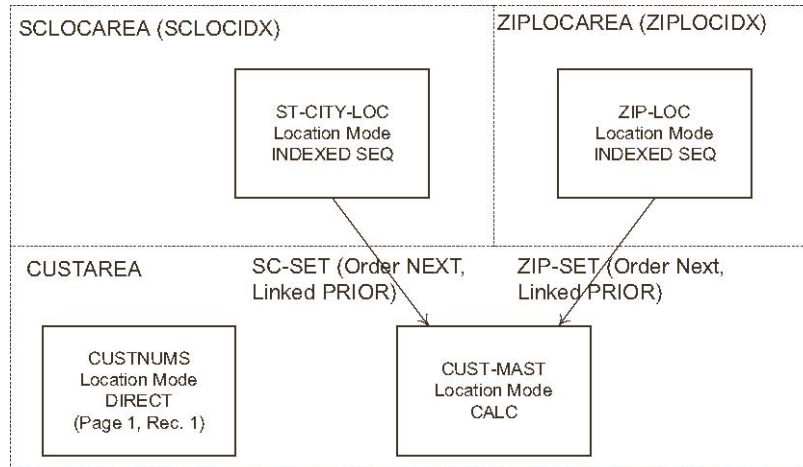 SCLOCAREA (SCLOCIDX)
ZIPLOCAREA (ZIPLOCIDX)
ST-CITY-LOC
Location Mode
INDEXED SEQ
ZIP-LOC
Location Mode
INDEXED SEQ
CUSTAREA
SC-SET (Order NEXT,
Linked PRIOR)
ZIP-SET (Order Next,
Linked PRIOR)
CUSTNUMS
Location Mode
DIRECT
(Page 1, Rec. 1)
CUST-MAST
Location Mode
CALC